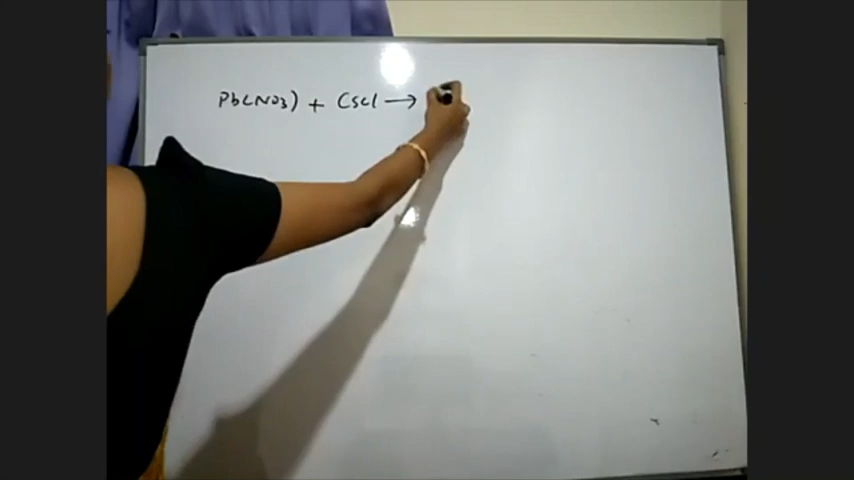 Pb(NO3) + CsCl →